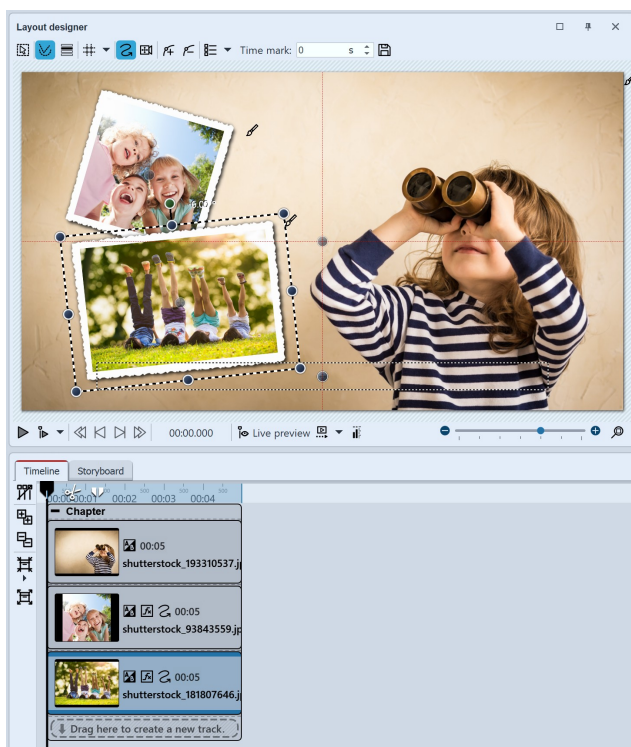 Layout designer
Time mark: 0 s
00:00.000 Live preview
Timeline Storyboard
00:02 00:03 00:04
Chapter
00:05
shutterstock_193310537.j
00:05
shutterstock_93843559.jp
00:05
shutterstock_181807646.j
Drag here to create a new track.